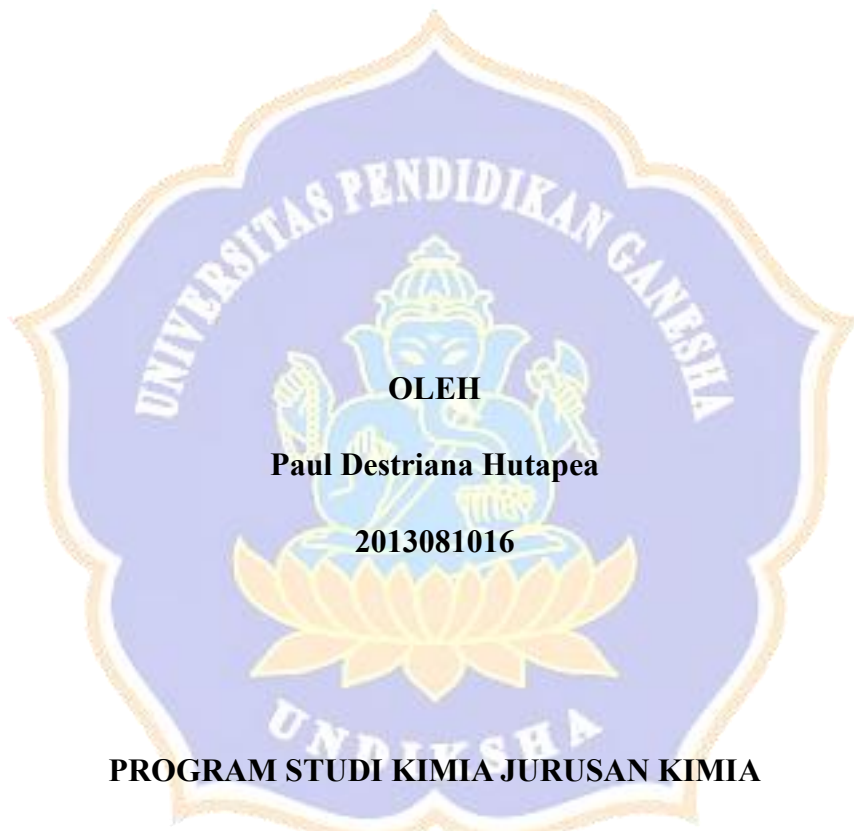 UNIVERSITAS PENDIDIKAN GANESHA
OLEH
Paul Destriana Hutapea
2013081016
UNDIKSHA
PROGRAM STUDI KIMIA JURUSAN KIMIA